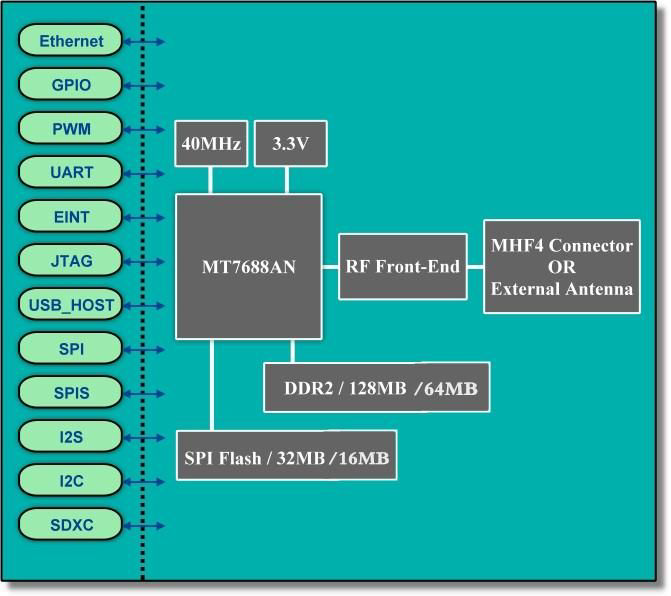 Ethernet
GPIO
PWM
UART
EINT
JTAG
USB_HOST
SPI
SPIS
I2S
I2C
SDXC
40MHz
3.3V
MT7688AN
RF Front-End
MHF4 Connector
OR
External Antenna
DDR2 / 128MB /64MB
SPI Flash / 32MB /16MB